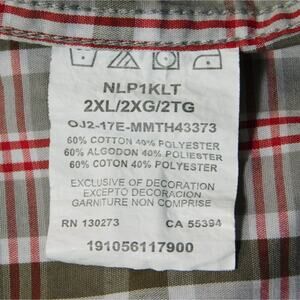 NLP1KLT
2XL/2XG/2TG
OJ2-17E-MMTH43373
60% COTTON 40% POLYESTER
60% ALGODON 40% POLIESTER
60% COTON 40% POLYESTER
EXCLUSIVE OF DECORATION
EXCEPTO DECORACION
GARNITURE NON COMPRISE
RN 130273 CA 55394
191056117900